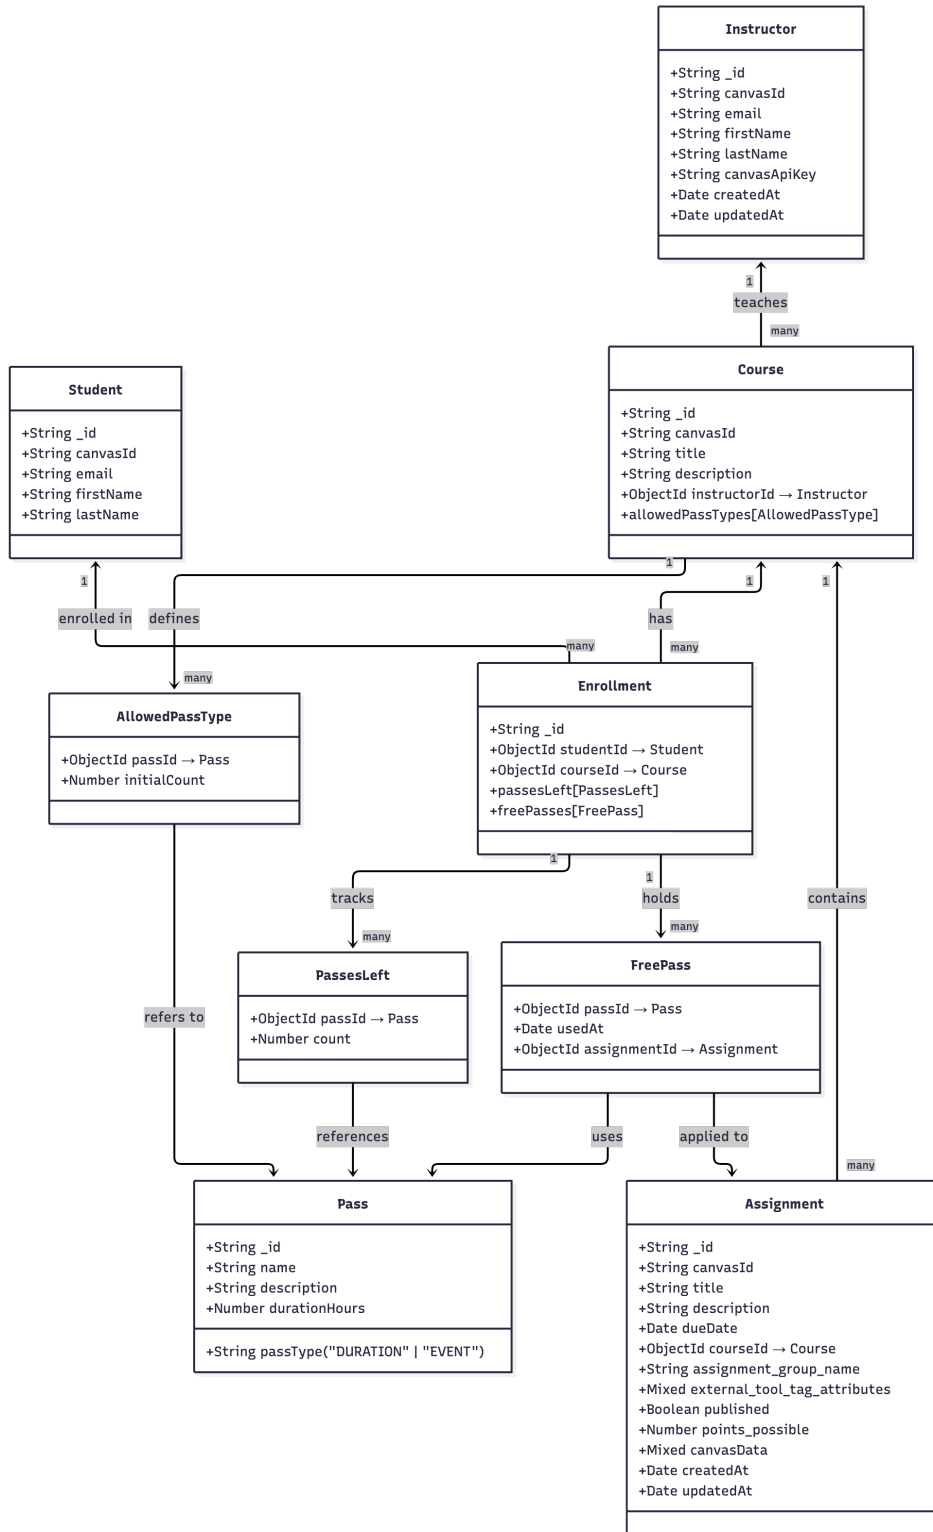 Instructor
+String _id
+String canvasId
+String email
+String firstName
+String lastName
+String canvasApiKey
+Date createdAt
+Date updatedAt
1
teaches
many
Course
+String _id
+String canvasId
+String title
+String description
+ObjectId instructorId → Instructor
+allowedPassTypes[AllowedPassType]
Student
+String _id
+String canvasId
+String email
+String firstName
+String lastName
1
enrolled in
many
1
defines
many
1
has
many
1
contains
many
AllowedPassType
+ObjectId passId → Pass
+Number initialCount
Enrollment
+String _id
+ObjectId studentId → Student
+ObjectId courseId → Course
+passesLeft[PassesLeft]
+freePasses[FreePass]
1
tracks
many
1
holds
many
PassesLeft
+ObjectId passId → Pass
+Number count
FreePass
+ObjectId passId → Pass
+Date usedAt
+ObjectId assignmentId → Assignment
refers to
references
uses
applied to
Pass
+String _id
+String name
+String description
+Number durationHours
+String passType("DURATION" | "EVENT")
Assignment
+String _id
+String canvasId
+String title
+String description
+Date dueDate
+ObjectId courseId → Course
+String assignment_group_name
+Mixed external_tool_tag_attributes
+Boolean published
+Number points_possible
+Mixed canvasData
+Date createdAt
+Date updatedAt